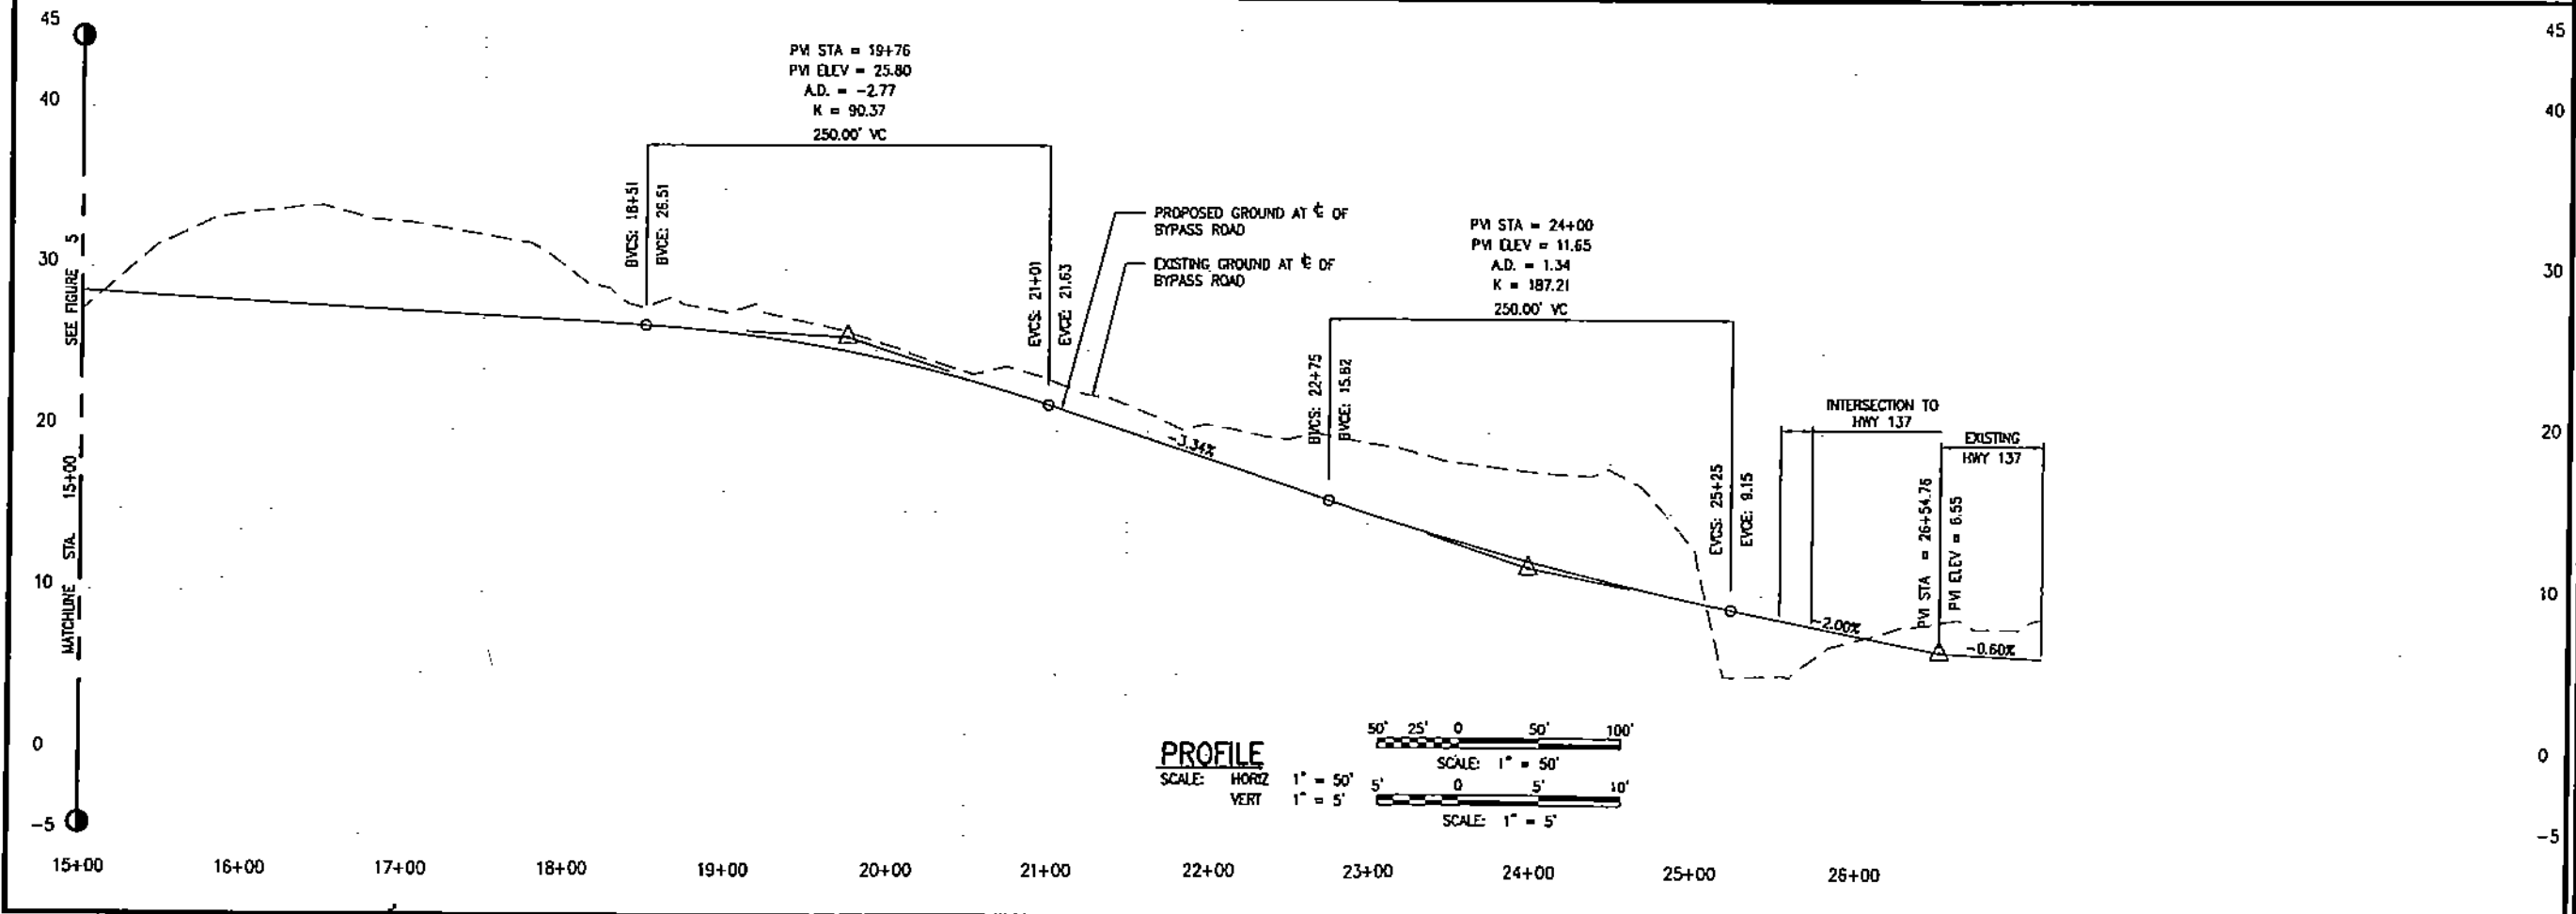 45
40
30
20
10
0
-5
MATCHLINE STA. 15+00 SEE FIGURE 5
PVI STA = 19+76
PVI ELEV = 25.80
A.D. = -2.77
K = 90.37
250.00' VC
BVCS: 18+51
BVCE: 26.51
EVCS: 21+01
EVCE: 21.63
PROPOSED GROUND AT ℄ OF
BYPASS ROAD
EXISTING GROUND AT ℄ OF
BYPASS ROAD
-3.34%
PVI STA = 24+00
PVI ELEV = 11.65
A.D. = 1.34
K = 187.21
250.00' VC
BVCS: 22+75
BVCE: 15.82
EVCS: 25+25
EVCE: 9.15
INTERSECTION TO
HWY 137
EXISTING
HWY 137
PVI STA = 26+54.76
PVI ELEV = 6.55
-2.00%
-0.60%
45
40
30
20
10
0
-5
PROFILE
SCALE: HORIZ 1" = 50'
VERT 1" = 5'
50' 25' 0 50' 100'
SCALE: 1" = 50'
5' 0 5' 10'
SCALE: 1" = 5'
15+00 16+00 17+00 18+00 19+00 20+00 21+00 22+00 23+00 24+00 25+00 26+00